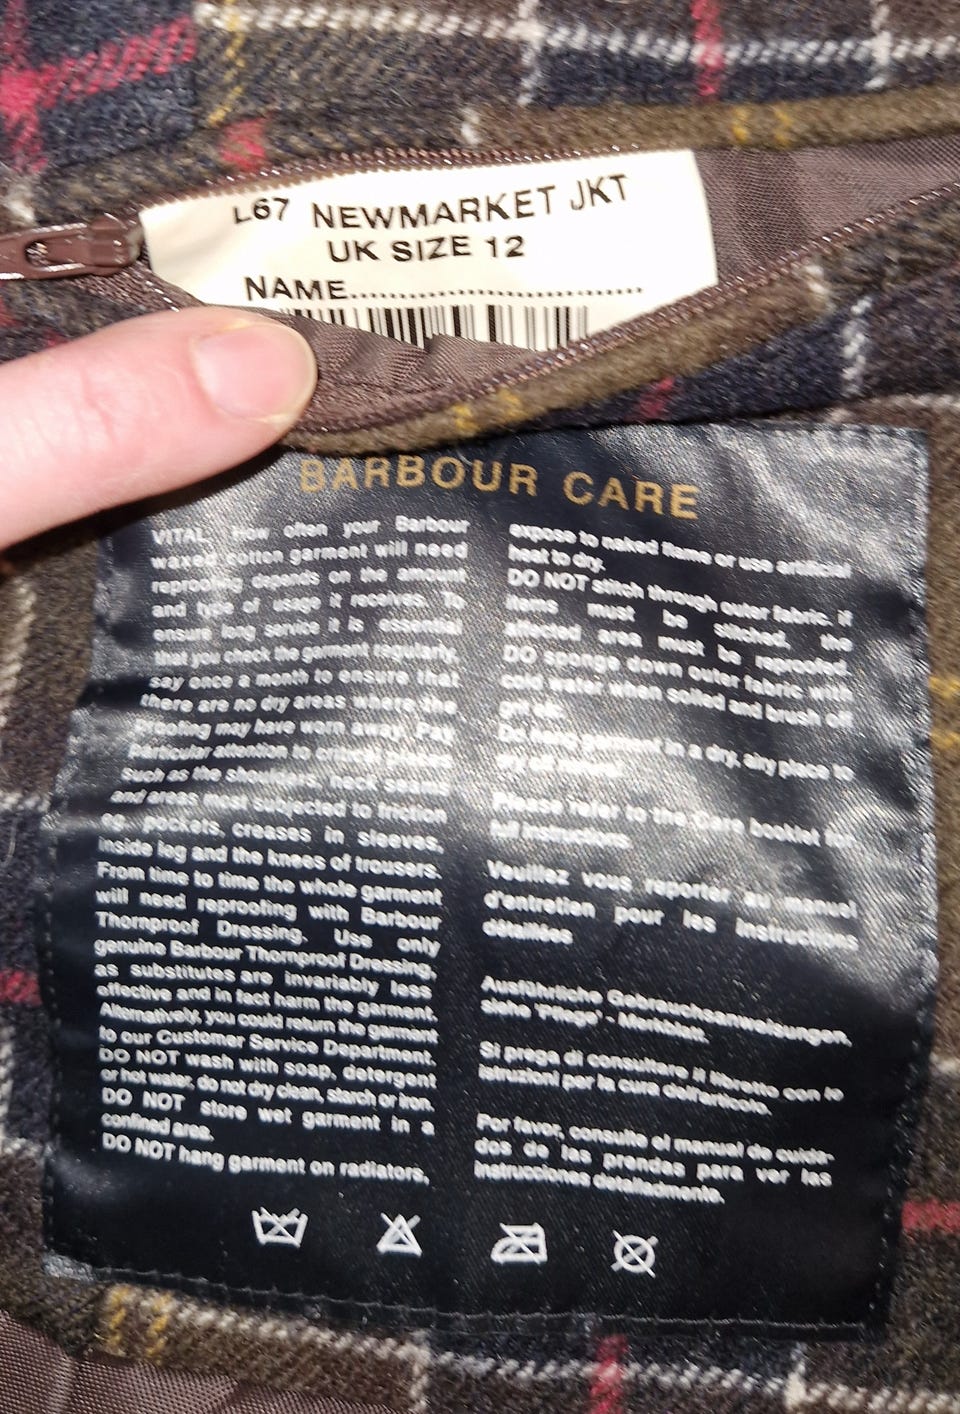 L67 NEWMARKET JKT
UK SIZE 12
NAME......................................
BARBOUR CARE
VITAL: How often your Barbour
waxed cotton garment will need
reproofing depends on the amount
and type of usage it receives. To
ensure long service it is essential
that you check the garment regularly,
say once a month to ensure that
there are no dry areas where the
proofing may have worn away. Pay
particular attention to critical places
such as the shoulders, neck seams
and areas most subjected to friction
eg. pockets, creases in sleeves,
inside leg and the knees of trousers.
From time to time the whole garment
will need reproofing with Barbour
Thornproof Dressing. Use only
genuine Barbour Thornproof Dressing,
as substitutes are invariably less
effective and in fact harm the garment.
Alternatively, you could return the garment
to our Customer Service Department.
DO NOT wash with soap, detergent
or hot water, do not dry clean, starch or iron.
DO NOT store wet garment in a
confined area.
DO NOT hang garment on radiators,
expose to naked flame or use artificial
heat to dry.
DO NOT stitch through outer fabric. If
items must be stitched, the
affected area must be reproofed.
DO sponge down outer fabric with
cold water when soiled and brush off
grit etc.
Do hang garment in a dry, airy place to
dry off
Please refer to the Care booklet for
full instructions.
Veuillez vous reporter au manuel
d'entretien pour les instructions
détaillées
Ausführliche Gebrauchsanweisungen,
siehe "Pflege" - Merkblatt.
Si prega di consultare il libretto con le
istruzioni per la cura dell'articolo.
Por favor, consulte el manual de cuida-
dos de las prendas para ver las
instrucciones detalladamente.